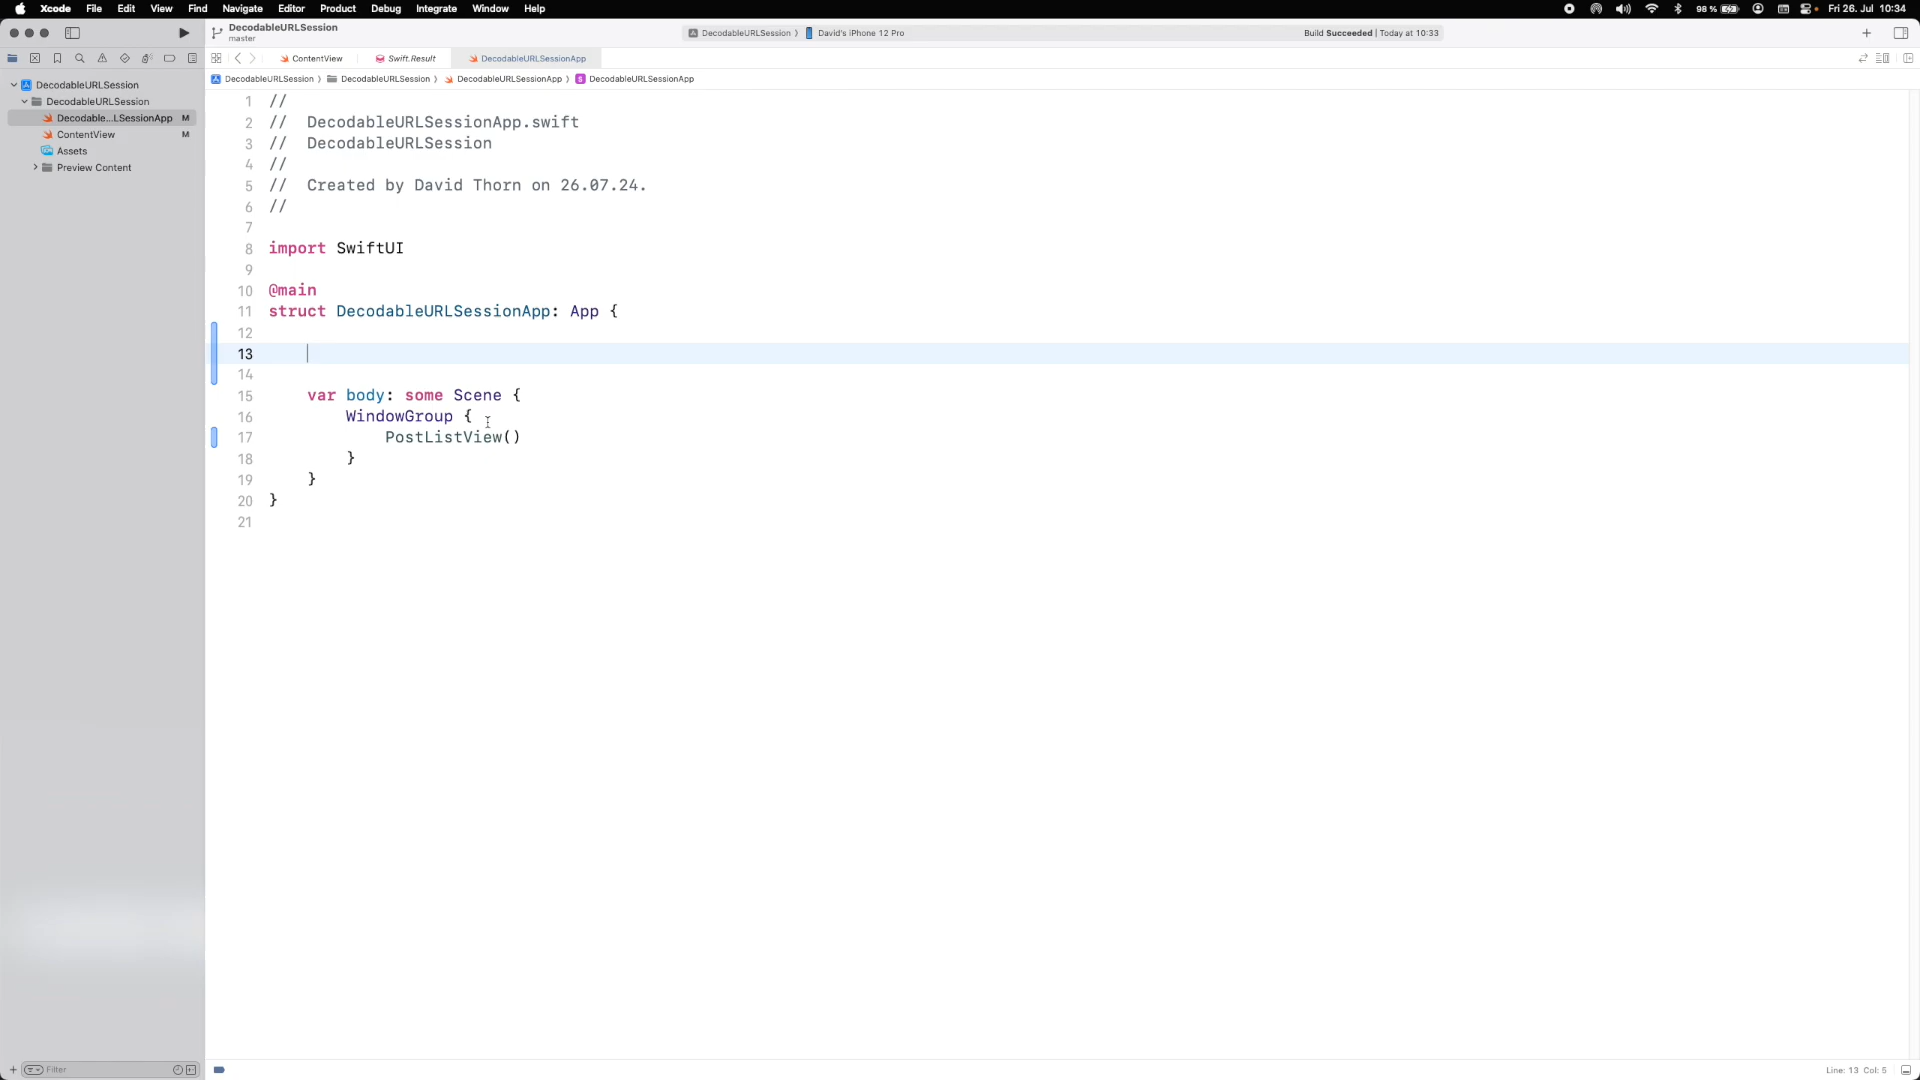 Xcode File Edit View Find Navigate Editor Product Debug Integrate Window Help 98 % Fri 26. Jul 10:34
DecodableURLSession
master
DecodableURLSession 〉 David's iPhone 12 Pro Build Succeeded | Today at 10:33
ContentView Swift.Result DecodableURLSessionApp
DecodableURLSession 〉 DecodableURLSession 〉 DecodableURLSessionApp 〉 S DecodableURLSessionApp
DecodableURLSession
DecodableURLSession
Decodable...LSessionApp M
ContentView M
Assets
Preview Content
1 //
2 // DecodableURLSessionApp.swift
3 // DecodableURLSession
4 //
5 // Created by David Thorn on 26.07.24.
6 //
7
8 import SwiftUI
9
10 @main
11 struct DecodableURLSessionApp: App {
12
13
14
15 var body: some Scene {
16 WindowGroup {
17 PostListView()
18 }
19 }
20 }
21
Filter
Line: 13 Col: 5